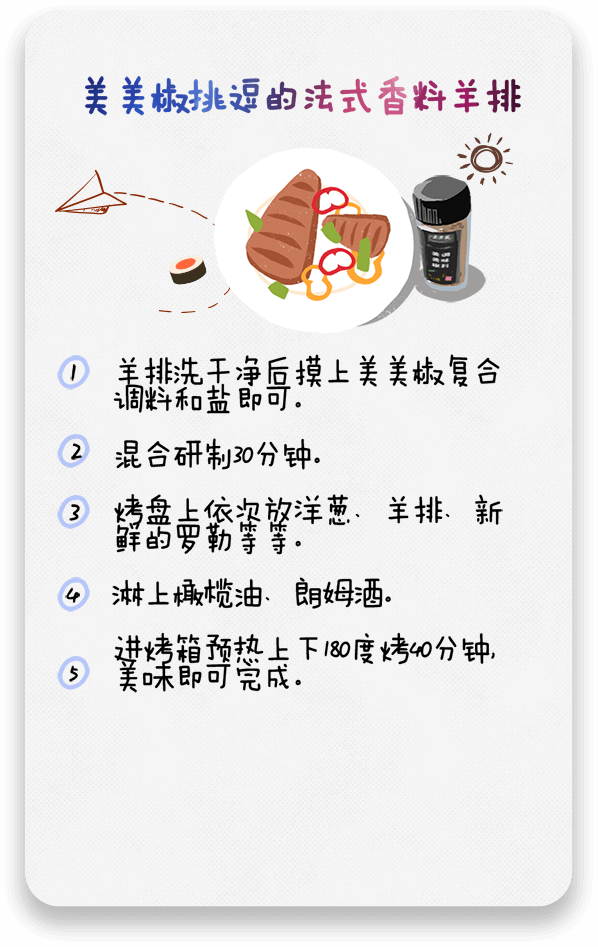 美美椒挑逗的法式香料羊排
1
羊排洗干净后摸上美美椒复合
调料和盐即可。
2
混合研制30分钟。
3
烤盘上依次放洋葱、羊排、新
鲜的罗勒等等。
4
淋上橄榄油、朗姆酒。
进烤箱预热上下180度烤40分钟,
5
美味即可完成。